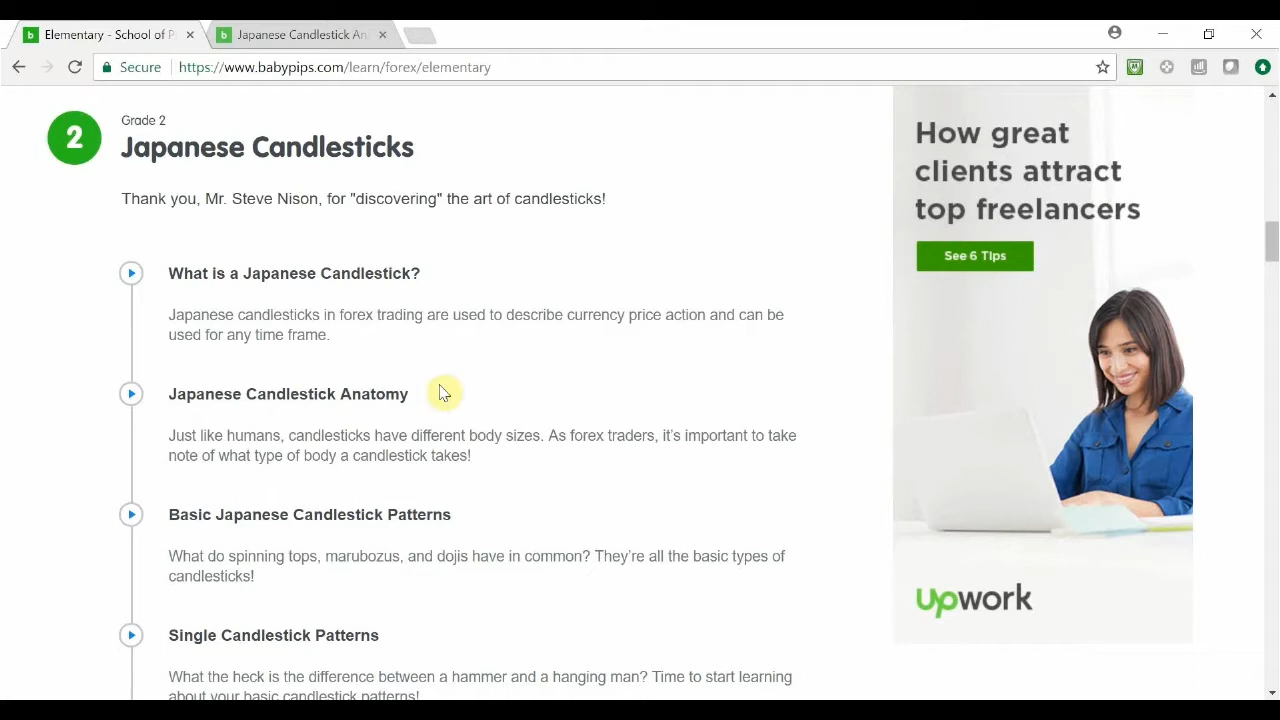 Elementary - School of P
Japanese Candlestick An
Secure
https://www.babypips.com/learn/forex/elementary
2
Grade 2
Japanese Candlesticks
Thank you, Mr. Steve Nison, for "discovering" the art of candlesticks!
What is a Japanese Candlestick?
Japanese candlesticks in forex trading are used to describe currency price action and can be
used for any time frame.
Japanese Candlestick Anatomy
Just like humans, candlesticks have different body sizes. As forex traders, it's important to take
note of what type of body a candlestick takes!
Basic Japanese Candlestick Patterns
What do spinning tops, marubozus, and dojis have in common? They're all the basic types of
candlesticks!
Single Candlestick Patterns
What the heck is the difference between a hammer and a hanging man? Time to start learning
about your basic candlestick patterns!
How great
clients attract
top freelancers
See 6 Tips
upwork